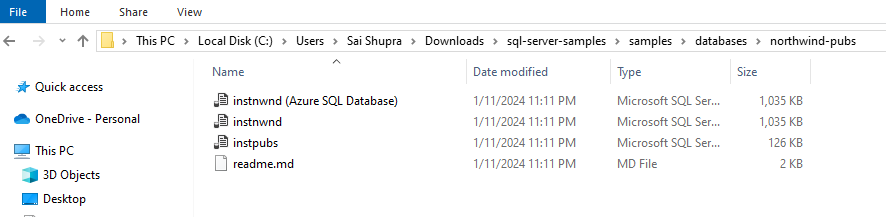 File Home Share View
This PC Local Disk (C:) Users Sai Shupra Downloads sql-server-samples samples databases northwind-pubs
Name Date modified Type Size
Quick access
OneDrive - Personal
This PC
3D Objects
Desktop
instnwnd (Azure SQL Database) 1/11/2024 11:11 PM Microsoft SQL Ser... 1,035 KB
instnwnd 1/11/2024 11:11 PM Microsoft SQL Ser... 1,035 KB
instpubs 1/11/2024 11:11 PM Microsoft SQL Ser... 126 KB
readme.md 1/11/2024 11:11 PM MD File 2 KB